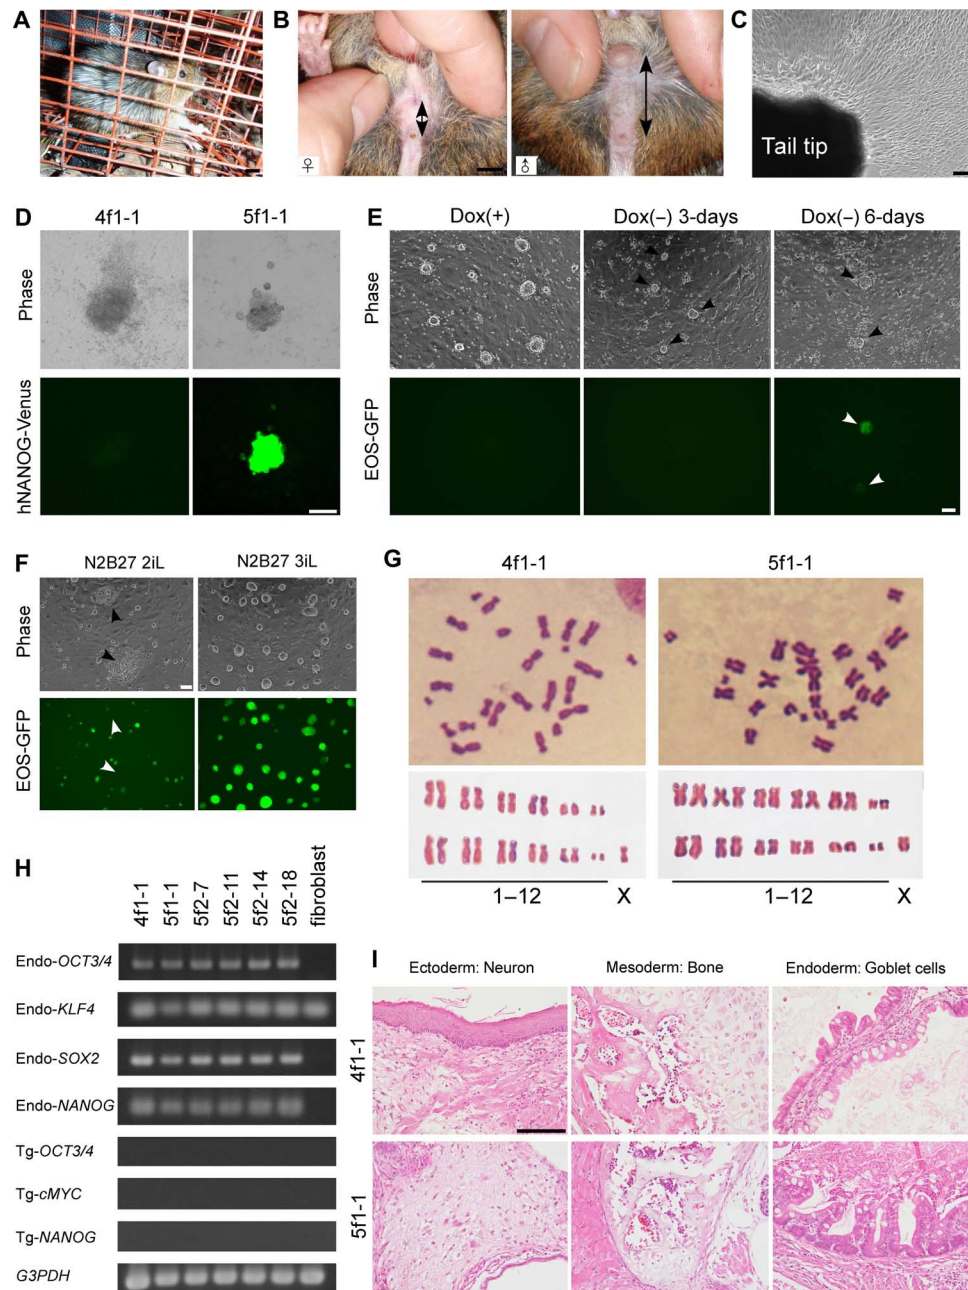 A
B
♀
♂
C
Tail tip
D
4f1-1
5f1-1
Phase
hNANOG-Venus
E
Dox(+)
Dox(−) 3-days
Dox(−) 6-days
Phase
EOS-GFP
F
N2B27 2iL
N2B27 3iL
Phase
EOS-GFP
G
4f1-1
5f1-1
1–12
X
1–12
X
H
4f1-1
5f1-1
5f2-7
5f2-11
5f2-14
5f2-18
fibroblast
Endo-OCT3/4
Endo-KLF4
Endo-SOX2
Endo-NANOG
Tg-OCT3/4
Tg-cMYC
Tg-NANOG
G3PDH
I
Ectoderm: Neuron
Mesoderm: Bone
Endoderm: Goblet cells
4f1-1
5f1-1